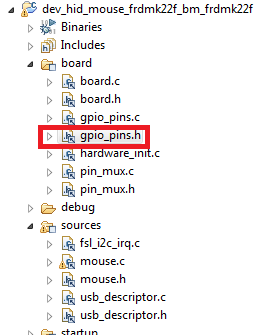 dev_hid_mouse_frdmk22f_bm_frdmk22f
Binaries
Includes
board
board.c
board.h
gpio_pins.c
gpio_pins.h
hardware_init.c
pin_mux.c
pin_mux.h
debug
sources
fsl_i2c_irq.c
mouse.c
mouse.h
usb_descriptor.c
usb_descriptor.h
startup